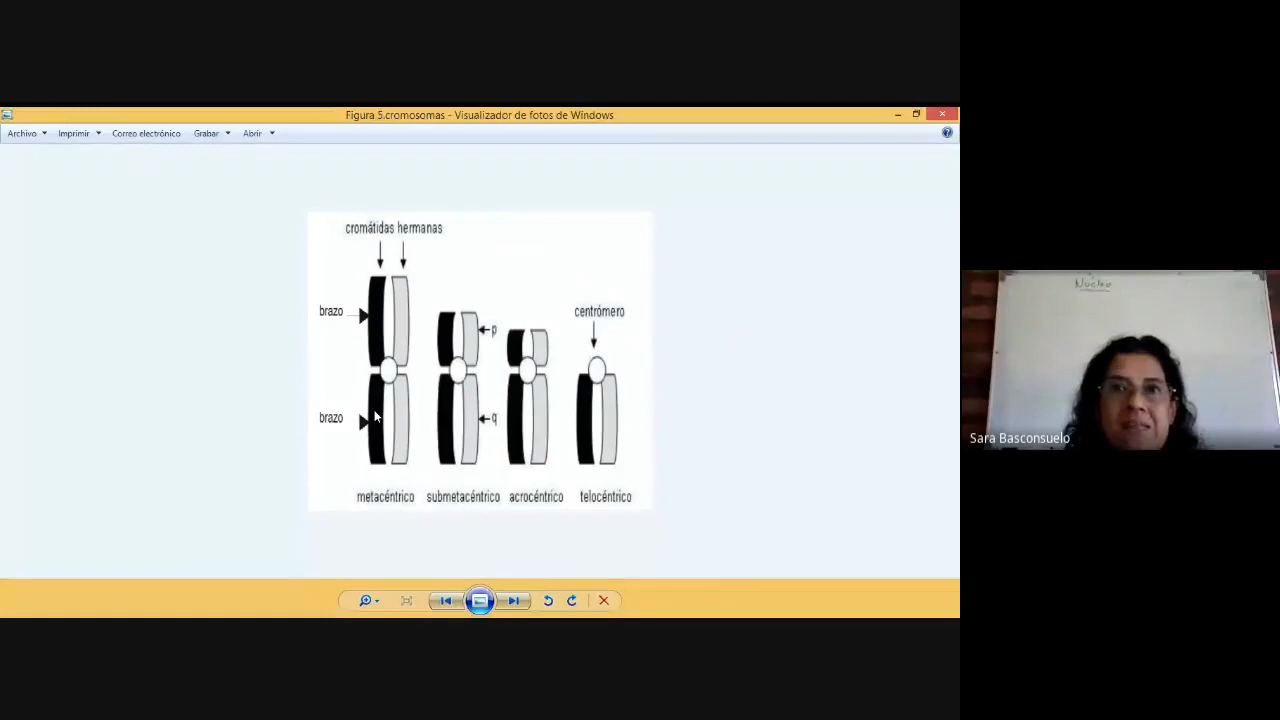 Figura 5.cromosomas - Visualizador de fotos de Windows
Archivo Imprimir Correo electrónico Grabar Abrir
cromátidas hermanas
brazo
centrómero
p
brazo
q
metacéntrico submetacéntrico acrocéntrico telocéntrico
Núcleo
Sara Basconsuelo